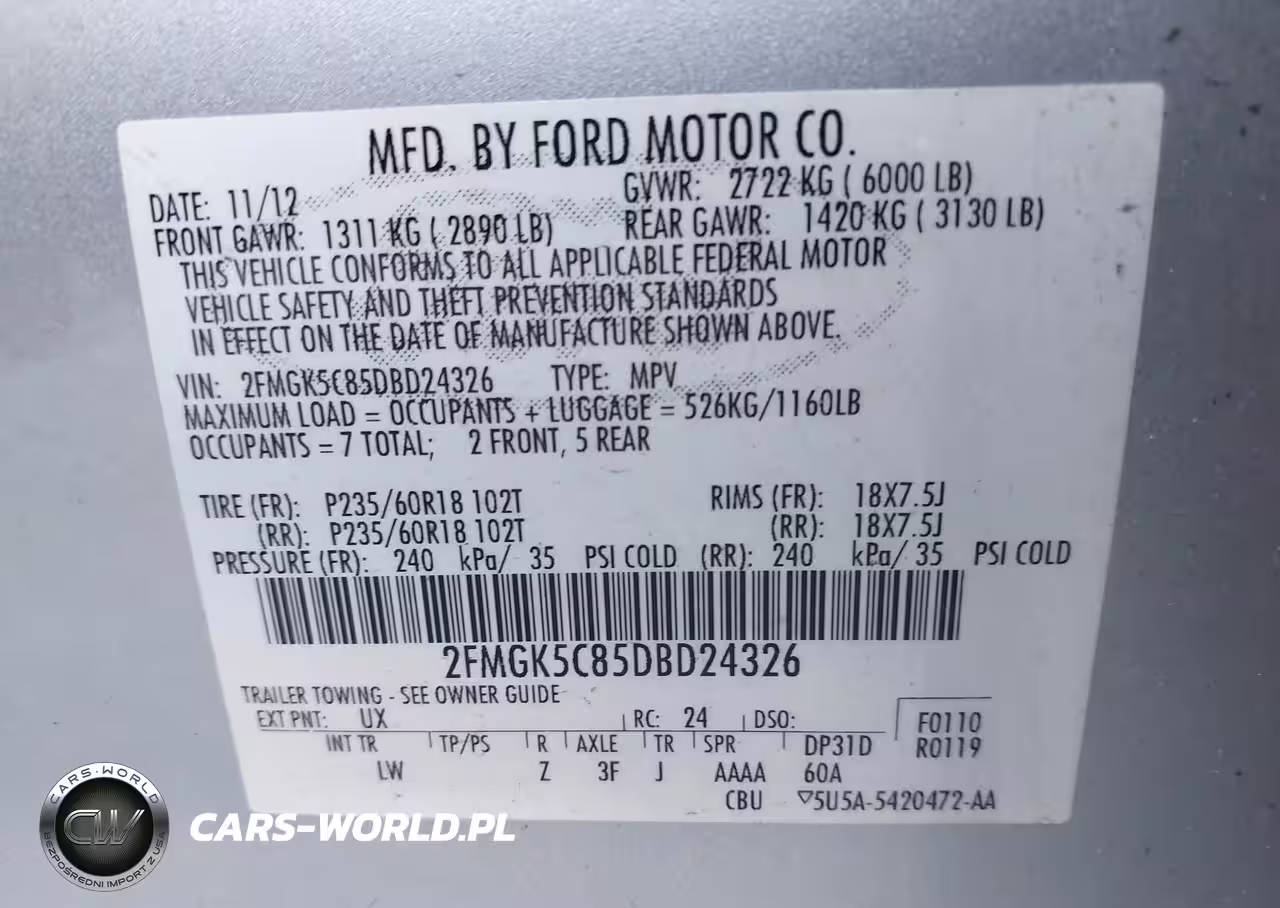 MFD. BY FORD MOTOR CO.
DATE: 11/12 GVWR: 2722 KG ( 6000 LB)
FRONT GAWR: 1311 KG ( 2890 LB) REAR GAWR: 1420 KG ( 3130 LB)
THIS VEHICLE CONFORMS TO ALL APPLICABLE FEDERAL MOTOR
VEHICLE SAFETY AND THEFT PREVENTION STANDARDS
IN EFFECT ON THE DATE OF MANUFACTURE SHOWN ABOVE.
VIN: 2FMGK5C85DBD24326 TYPE: MPV
MAXIMUM LOAD = OCCUPANTS + LUGGAGE = 526KG/1160LB
OCCUPANTS = 7 TOTAL; 2 FRONT, 5 REAR
TIRE (FR): P235/60R18 102T RIMS (FR): 18X7.5J
(RR): P235/60R18 102T (RR): 18X7.5J
PRESSURE (FR): 240 kPa/ 35 PSI COLD (RR): 240 kPa/ 35 PSI COLD
2FMGK5C85DBD24326
TRAILER TOWING - SEE OWNER GUIDE
EXT PNT: UX RC: 24 DSO: F0110
INT TR TP/PS R AXLE TR SPR DP31D R0119
LW Z 3F J AAAA 60A
CBU 5U5A-5420472-AA
CARS-WORLD
CW
BEZPOŚREDNI IMPORT Z USA
CARS-WORLD.PL